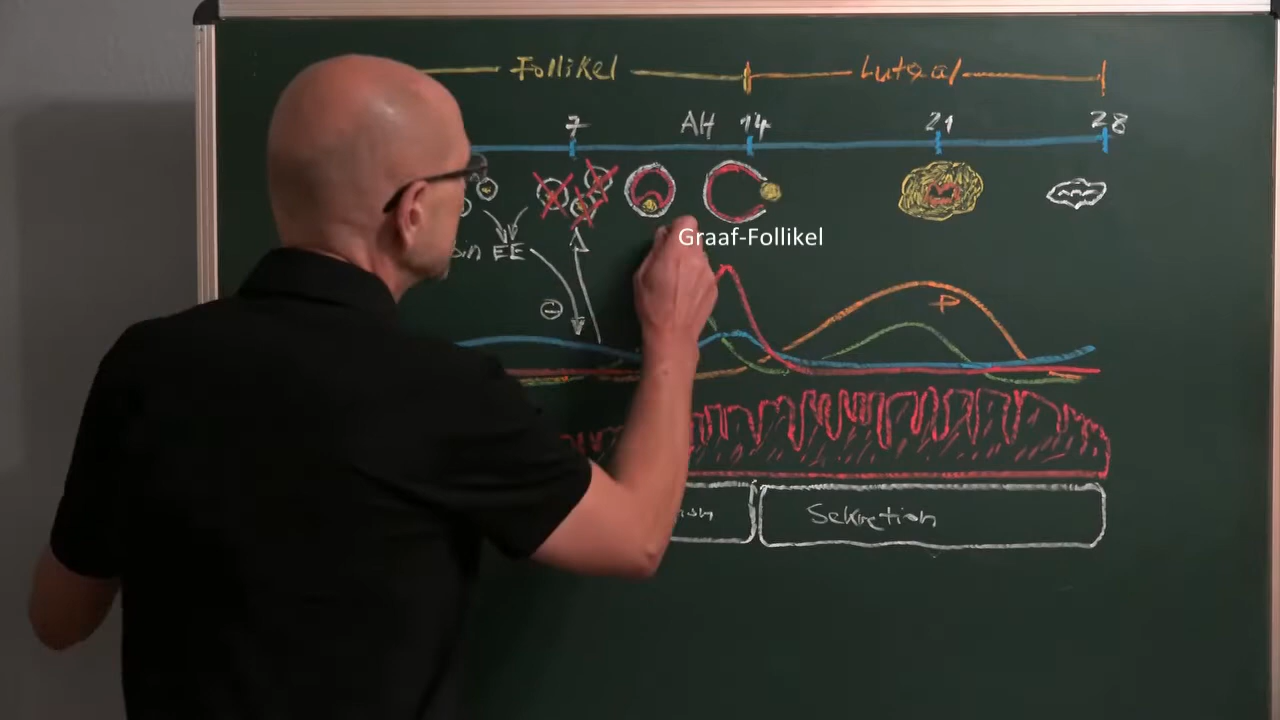 Follikel Luteal
7 AH 14 21 28
Graaf-Follikel
EE
P
Sekretion